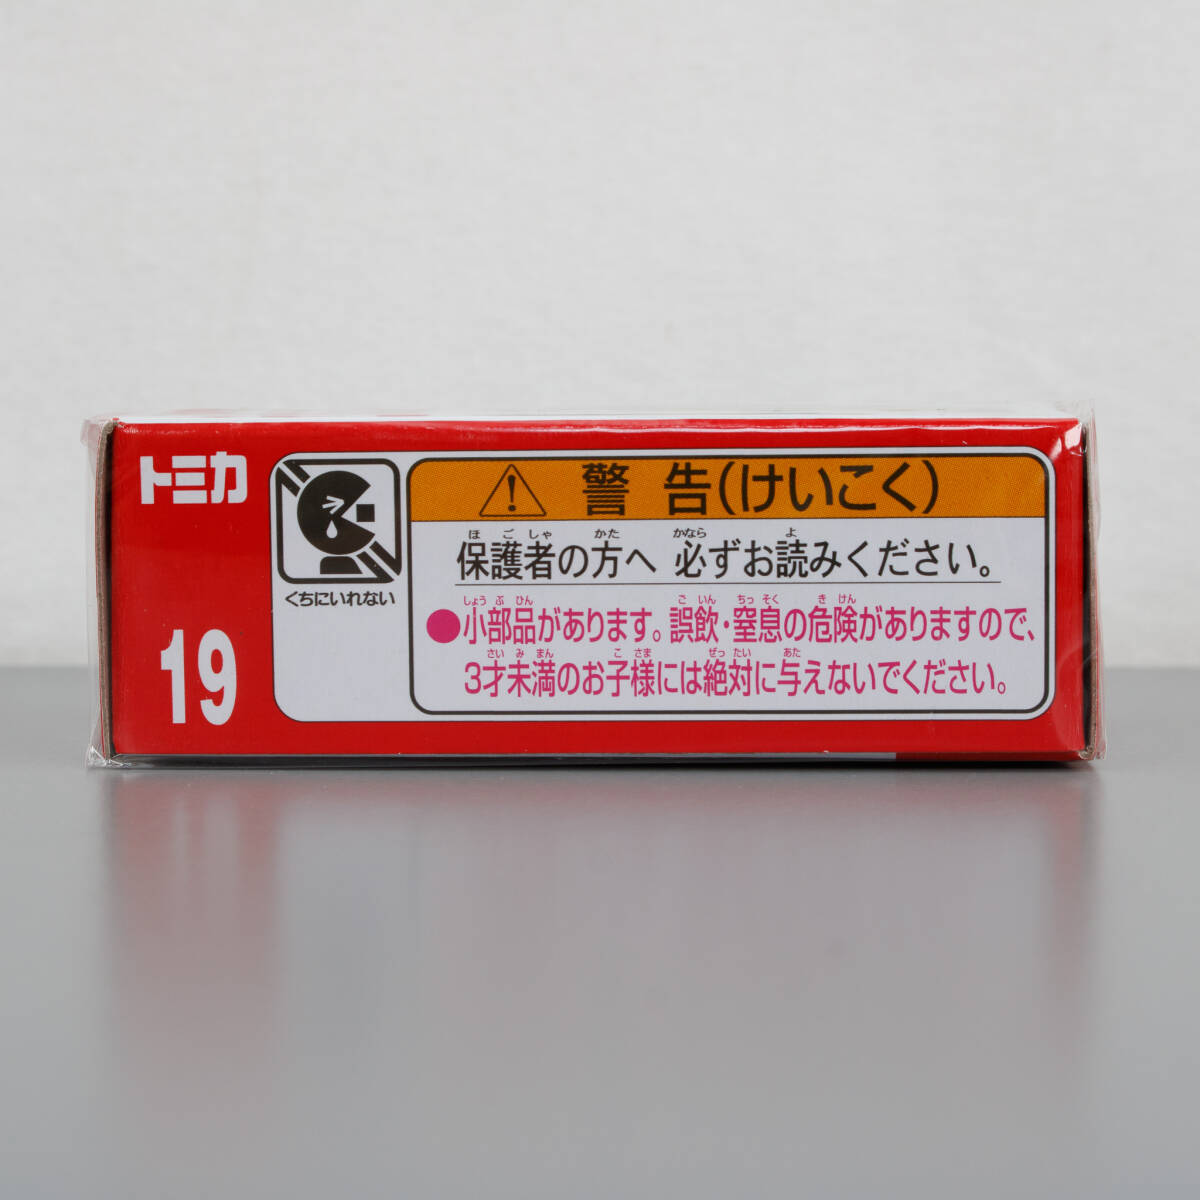 トミカ
19
くちにいれない
警 告(けいこく)
ほ ご しゃ かた かなら よ
保護者の方へ 必ずお読みください。
しょう ぶ ひん ご いん ちっ そく き けん
●小部品があります。誤飲・窒息の危険がありますので、
さい み まん こ さま ぜっ たい あた
3才未満のお子様には絶対に与えないでください。